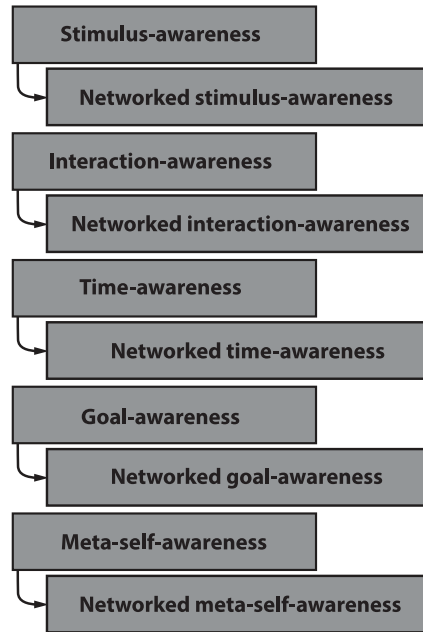 Stimulus-awareness
Networked stimulus-awareness
Interaction-awareness
Networked interaction-awareness
Time-awareness
Networked time-awareness
Goal-awareness
Networked goal-awareness
Meta-self-awareness
Networked meta-self-awareness